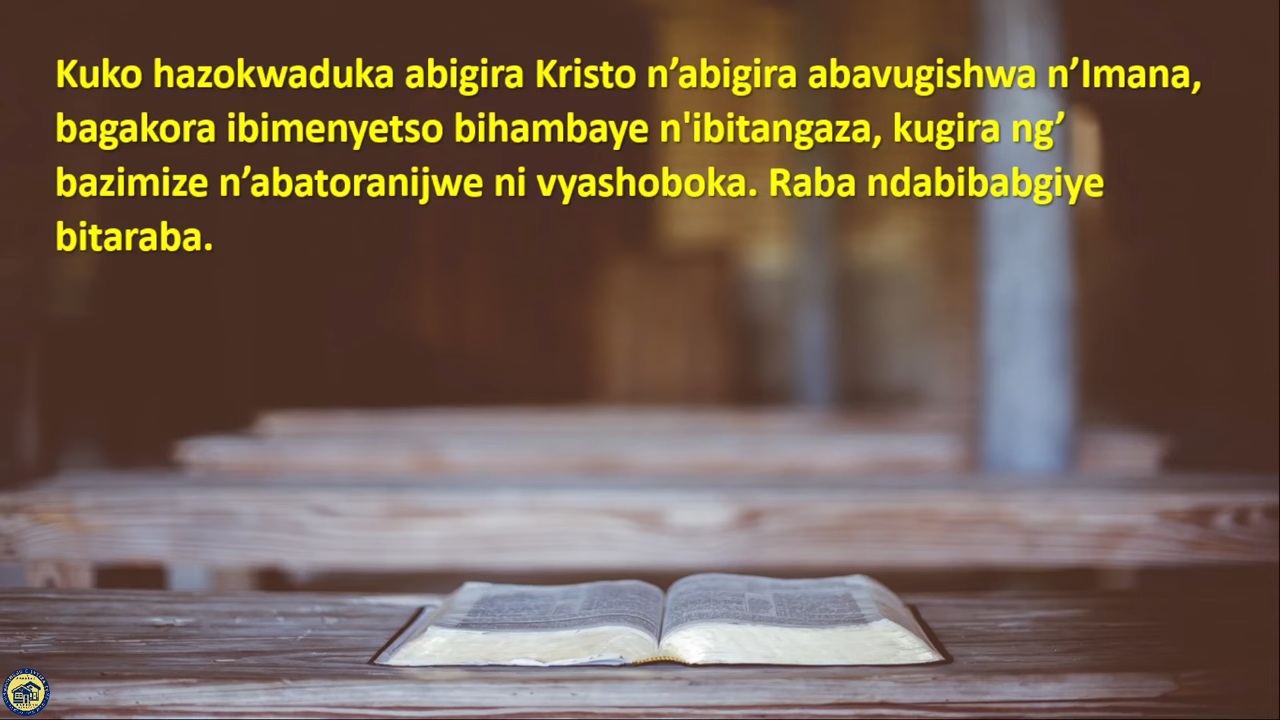 Kuko hazokwaduka abigira Kristo n’abigira abavugishwa n’Imana,
bagakora ibimenyetso bihambaye n'ibitangaza, kugira ng’
bazimize n’abatoranijwe ni vyashoboka. Raba ndabibabgiye
bitaraba.